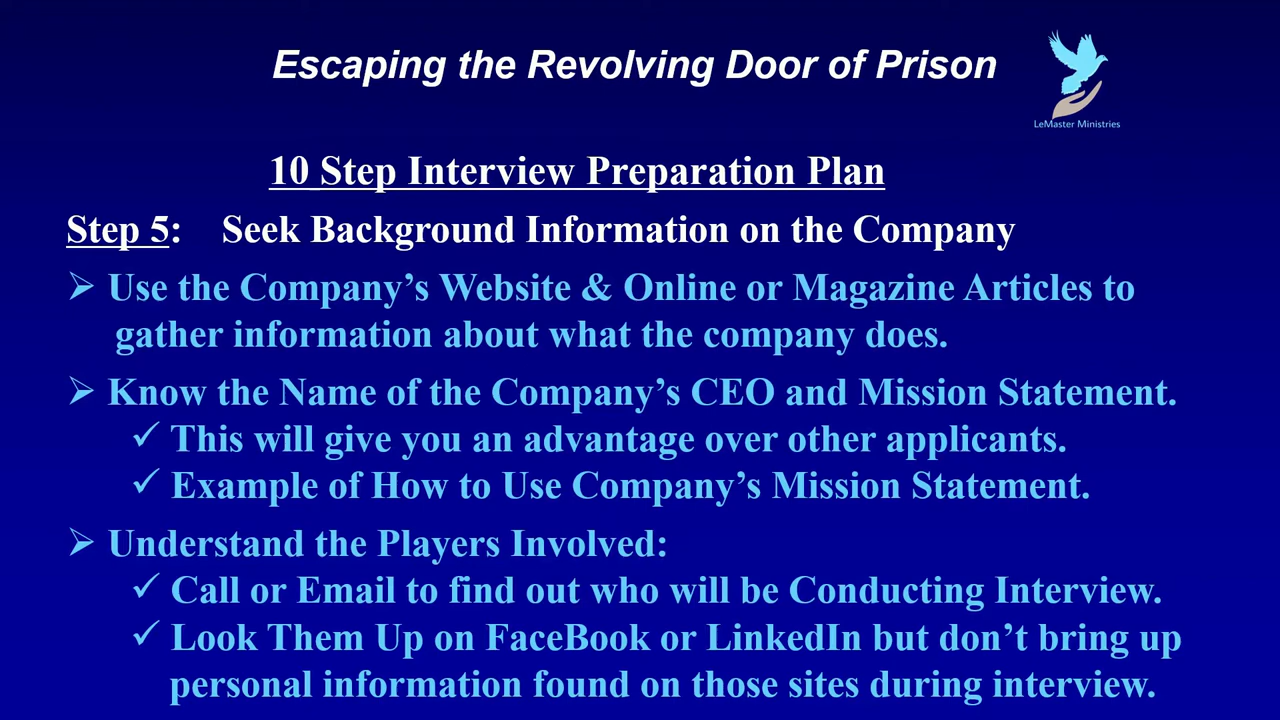 Escaping the Revolving Door of Prison
LeMaster Ministries
10 Step Interview Preparation Plan
Step 5: Seek Background Information on the Company
➢ Use the Company’s Website & Online or Magazine Articles to
gather information about what the company does.
➢ Know the Name of the Company’s CEO and Mission Statement.
✓ This will give you an advantage over other applicants.
✓ Example of How to Use Company’s Mission Statement.
➢ Understand the Players Involved:
✓ Call or Email to find out who will be Conducting Interview.
✓ Look Them Up on FaceBook or LinkedIn but don’t bring up
personal information found on those sites during interview.